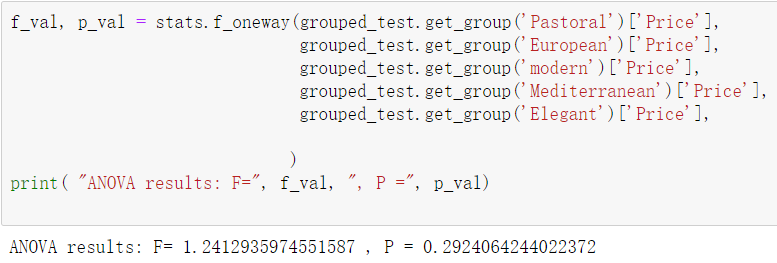 f_val, p_val = stats.f_oneway(grouped_test.get_group('Pastoral')['Price'],
grouped_test.get_group('European')['Price'],
grouped_test.get_group('modern')['Price'],
grouped_test.get_group('Mediterranean')['Price'],
grouped_test.get_group('Elegant')['Price'],
)
print( "ANOVA results: F=", f_val, ", P =", p_val)
ANOVA results: F= 1.2412935974551587 , P = 0.2924064244022372